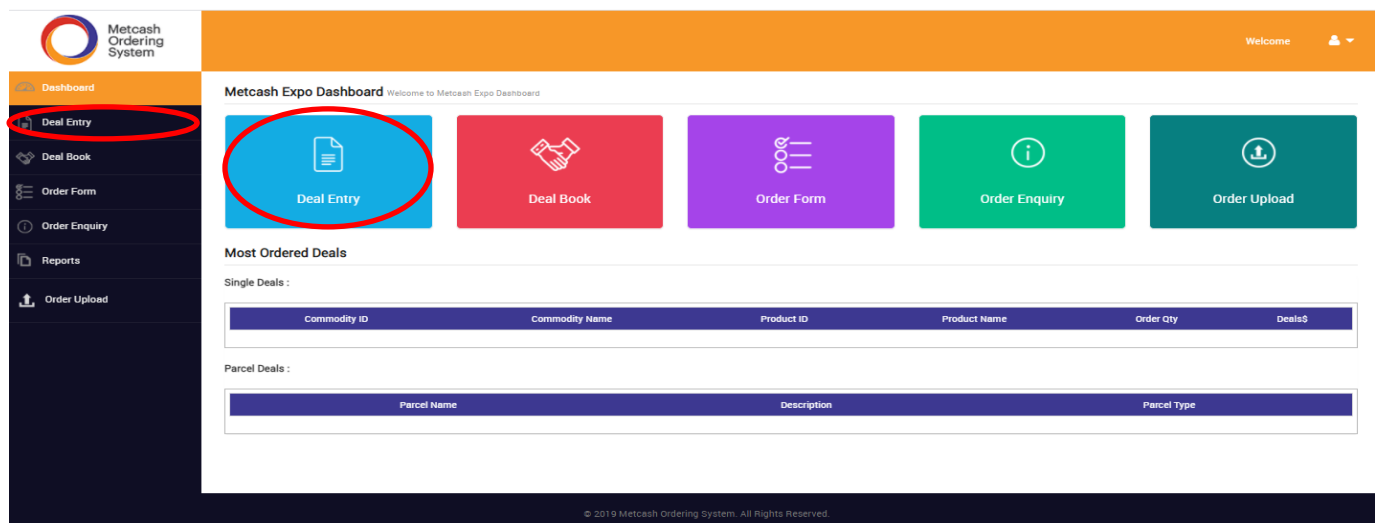 Metcash
Ordering
System
Welcome
Dashboard
Deal Entry
Deal Book
Order Form
Order Enquiry
Reports
Order Upload
Metcash Expo Dashboard Welcome to Metcash Expo Dashboard
Deal Entry
Deal Book
Order Form
Order Enquiry
Order Upload
Most Ordered Deals
Single Deals :
Commodity ID Commodity Name Product ID Product Name Order Qty Deals$
Parcel Deals :
Parcel Name Description Parcel Type
© 2019 Metcash Ordering System. All Rights Reserved.